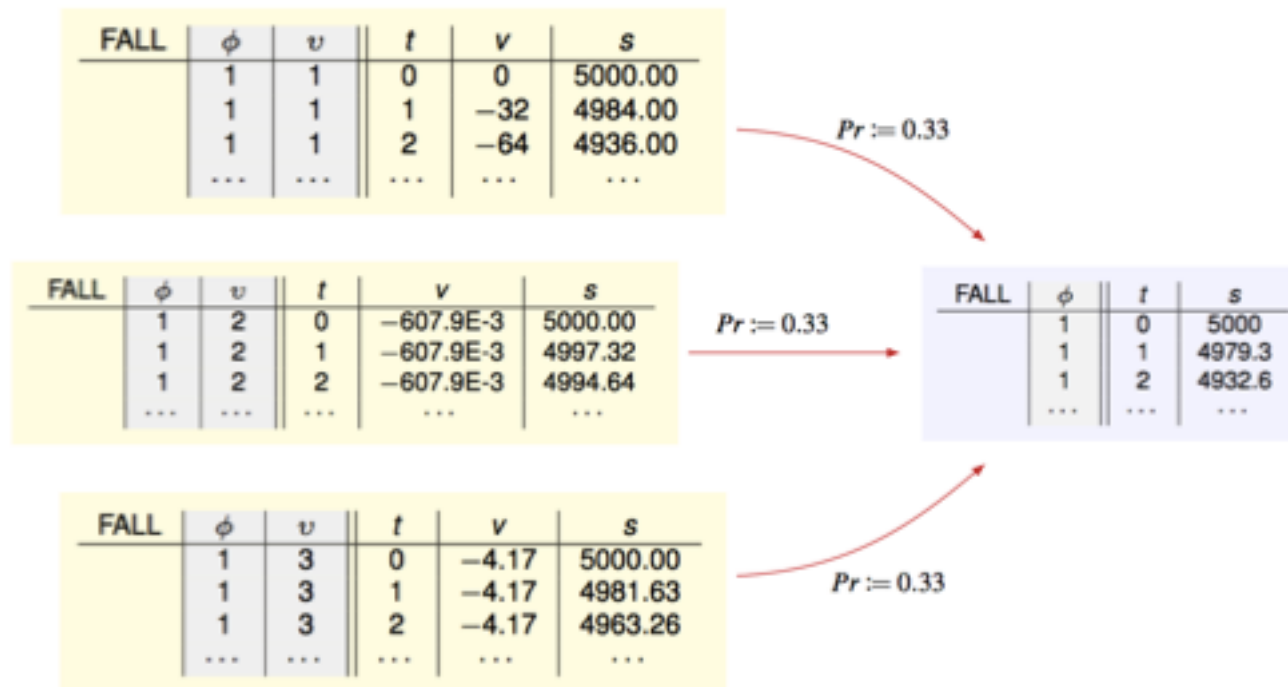 FALL ϕ υ t v s
1 1 0 0 5000.00
1 1 1 −32 4984.00
1 1 2 −64 4936.00
... ... ... ... ...
Pr := 0.33
FALL ϕ υ t v s
1 2 0 −607.9E-3 5000.00
1 2 1 −607.9E-3 4997.32
1 2 2 −607.9E-3 4994.64
... ... ... ... ...
Pr := 0.33
FALL ϕ t s
1 0 5000
1 1 4979.3
1 2 4932.6
... ... ...
FALL ϕ υ t v s
1 3 0 −4.17 5000.00
1 3 1 −4.17 4981.63
1 3 2 −4.17 4963.26
... ... ... ... ...
Pr := 0.33